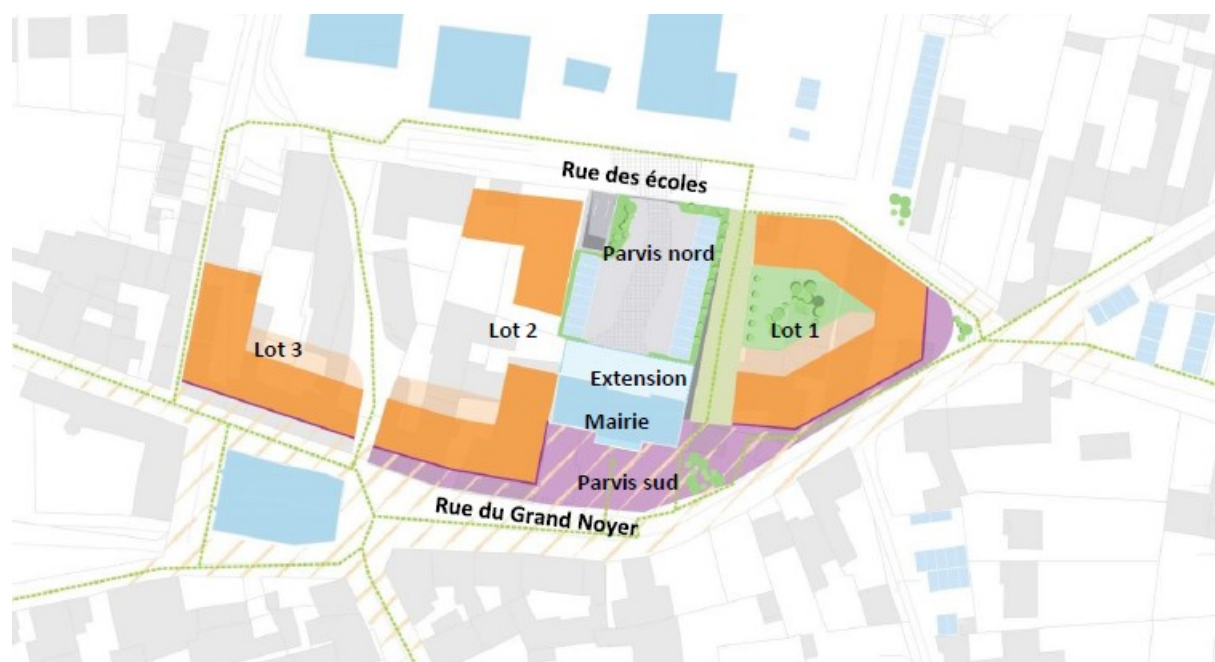 Rue des écoles
Parvis nord
Lot 2
Lot 1
Lot 3
Extension
Mairie
Parvis sud
Rue du Grand Noyer